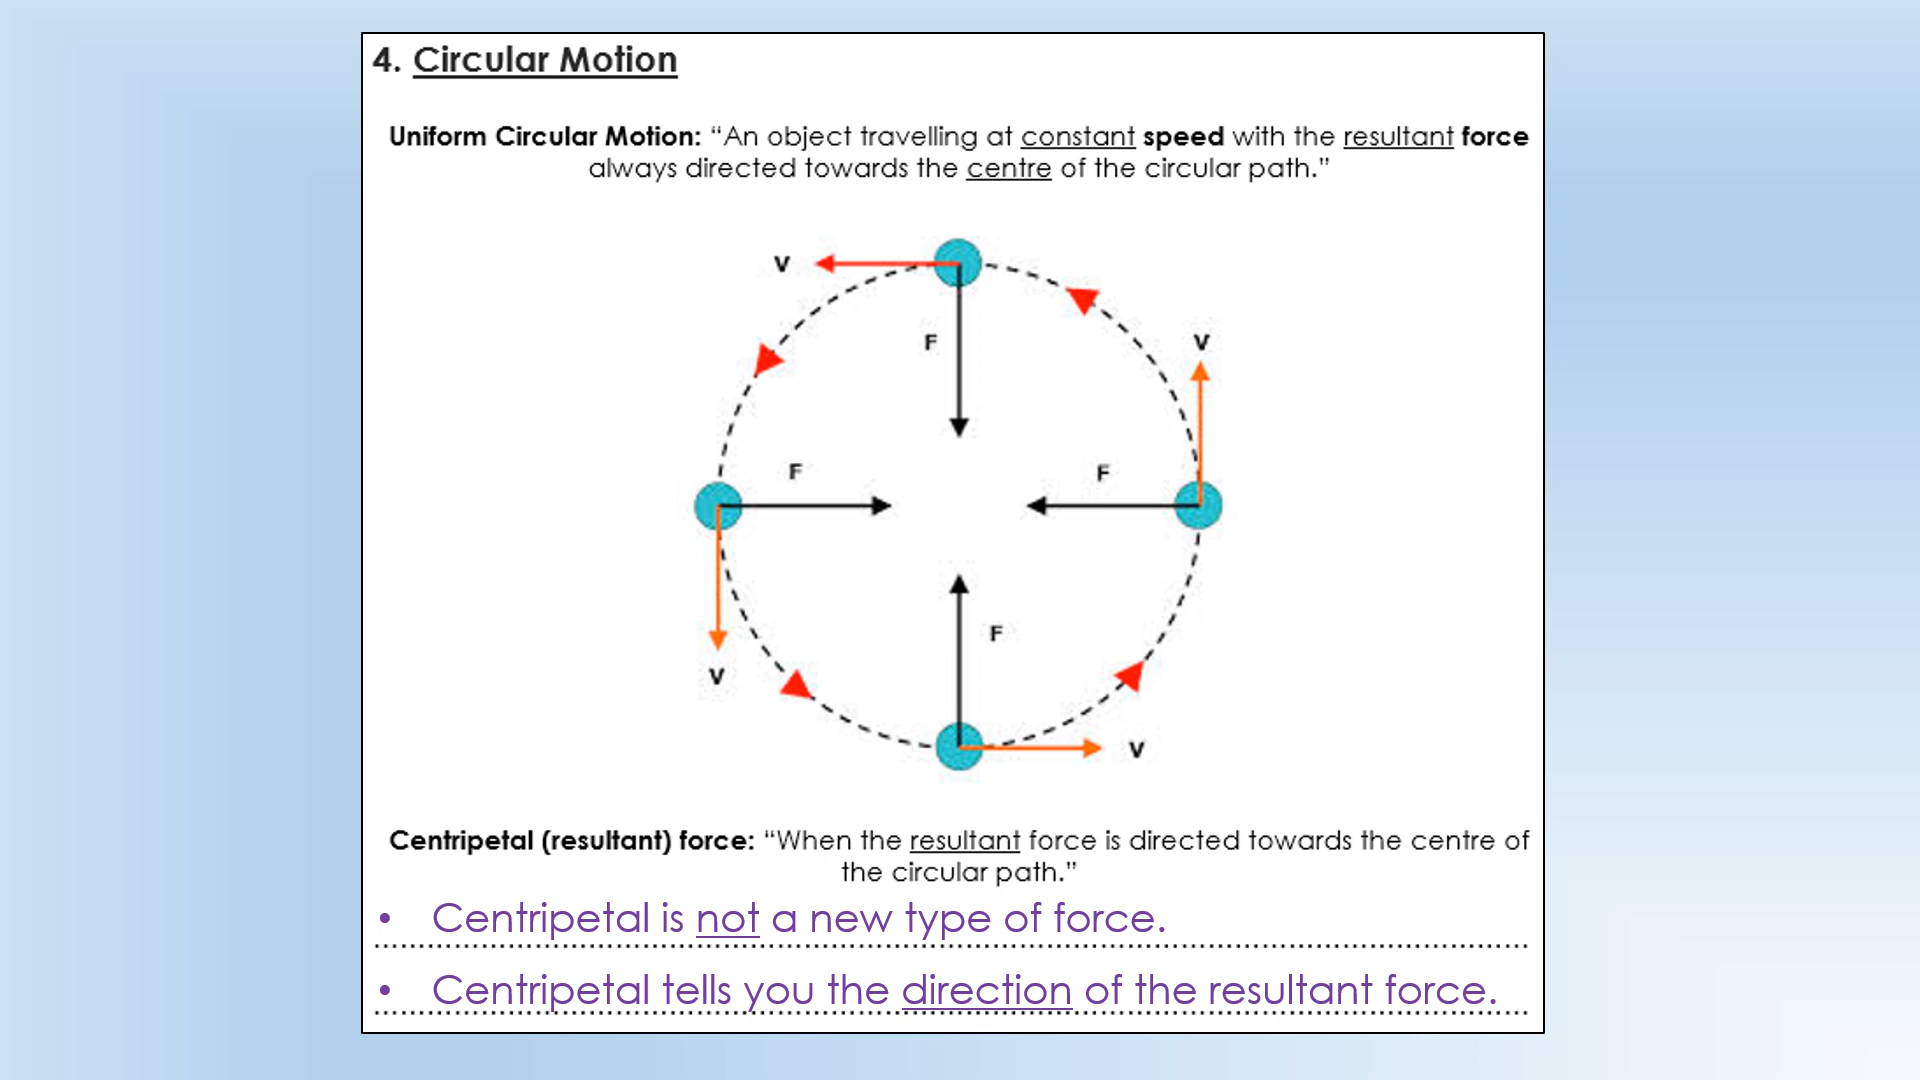 4. Circular Motion
Uniform Circular Motion: “An object travelling at constant speed with the resultant force
always directed towards the centre of the circular path.”
V
F
V
F
F
F
V
V
Centripetal (resultant) force: “When the resultant force is directed towards the centre of
the circular path.”
• Centripetal is not a new type of force.
• Centripetal tells you the direction of the resultant force.